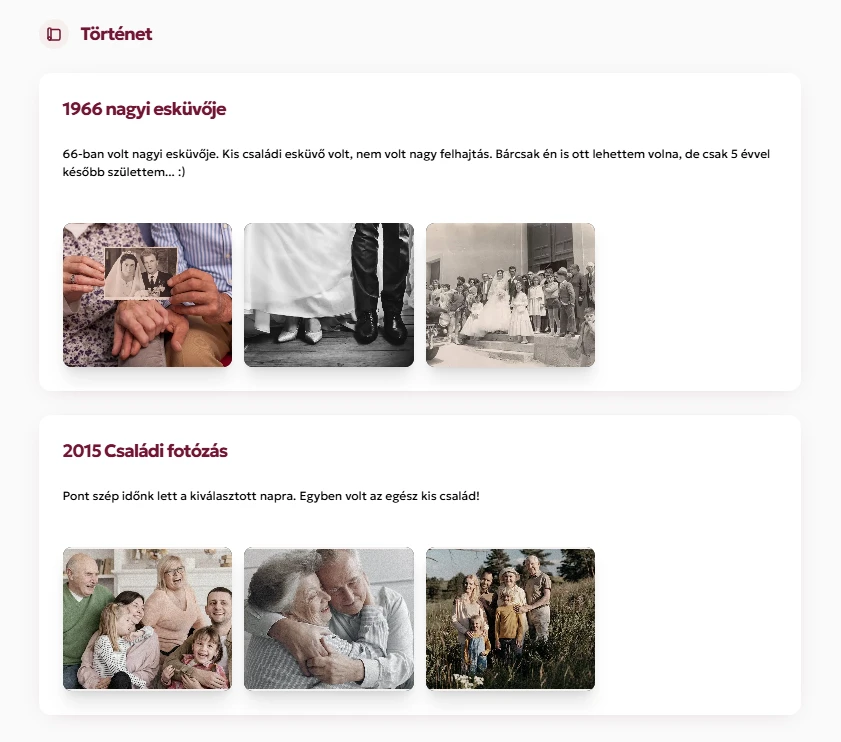 Történet
1966 nagyi esküvője
66-ban volt nagyi esküvője. Kis családi esküvő volt, nem volt nagy felhajtás. Bárcsak én is ott lehettem volna, de csak 5 évvel
később születtem... :)
2015 Családi fotózás
Pont szép időnk lett a kiválasztott napra. Egyben volt az egész kis család!